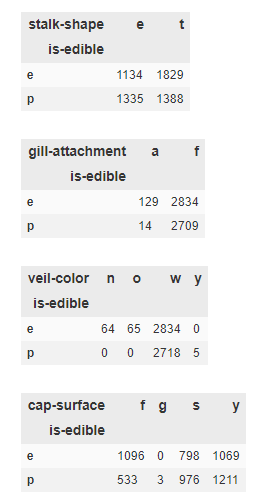 stalk-shape e t
is-edible
e 1134 1829
p 1335 1388
gill-attachment a f
is-edible
e 129 2834
p 14 2709
veil-color n o w y
is-edible
e 64 65 2834 0
p 0 0 2718 5
cap-surface f g s y
is-edible
e 1096 0 798 1069
p 533 3 976 1211